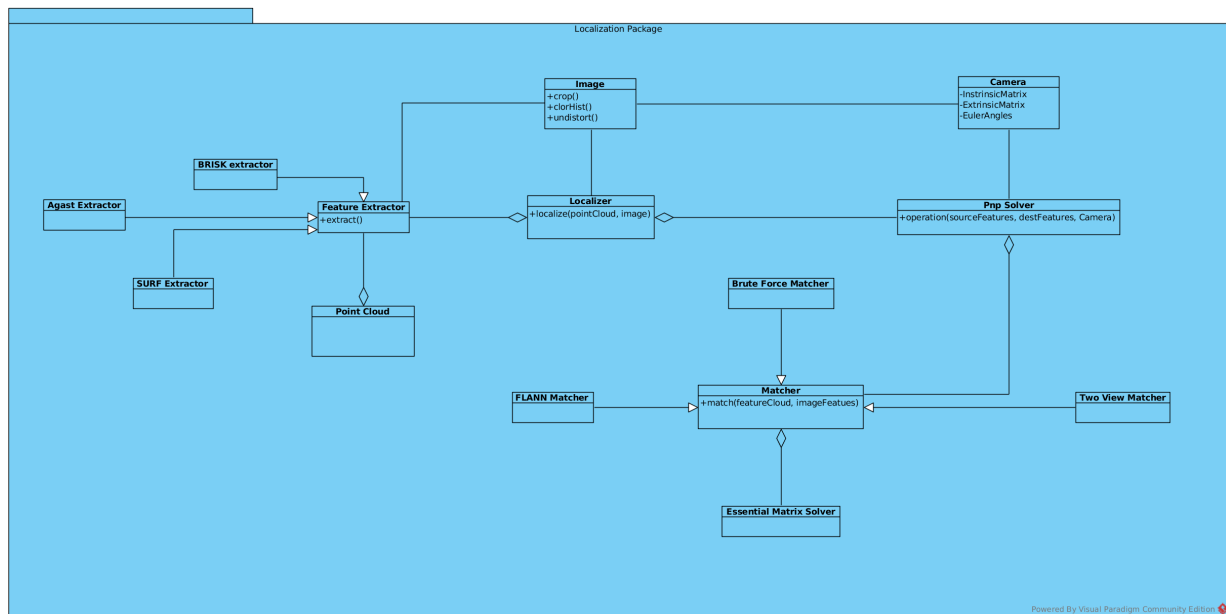 Localization Package
Image
+crop()
+clorHist()
+undistort()
Camera
-InstrinsicMatrix
-ExtrinsicMatrix
-EulerAngles
BRISK extractor
Agast Extractor
Feature Extractor
+extract()
Localizer
+localize(pointCloud, image)
Pnp Solver
+operation(sourceFeatures, destFeatures, Camera)
SURF Extractor
Point Cloud
Brute Force Matcher
FLANN Matcher
Matcher
+match(featureCloud, imageFeatues)
Two View Matcher
Essential Matrix Solver
Powered By Visual Paradigm Community Edition